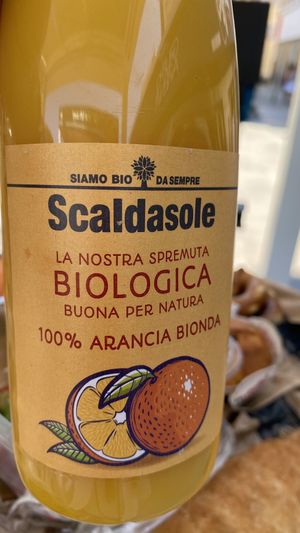 SIAMO BIO DA SEMPRE
Scaldasole
LA NOSTRA SPREMUTA
BIOLOGICA
BUONA PER NATURA
100% ARANCIA BIONDA